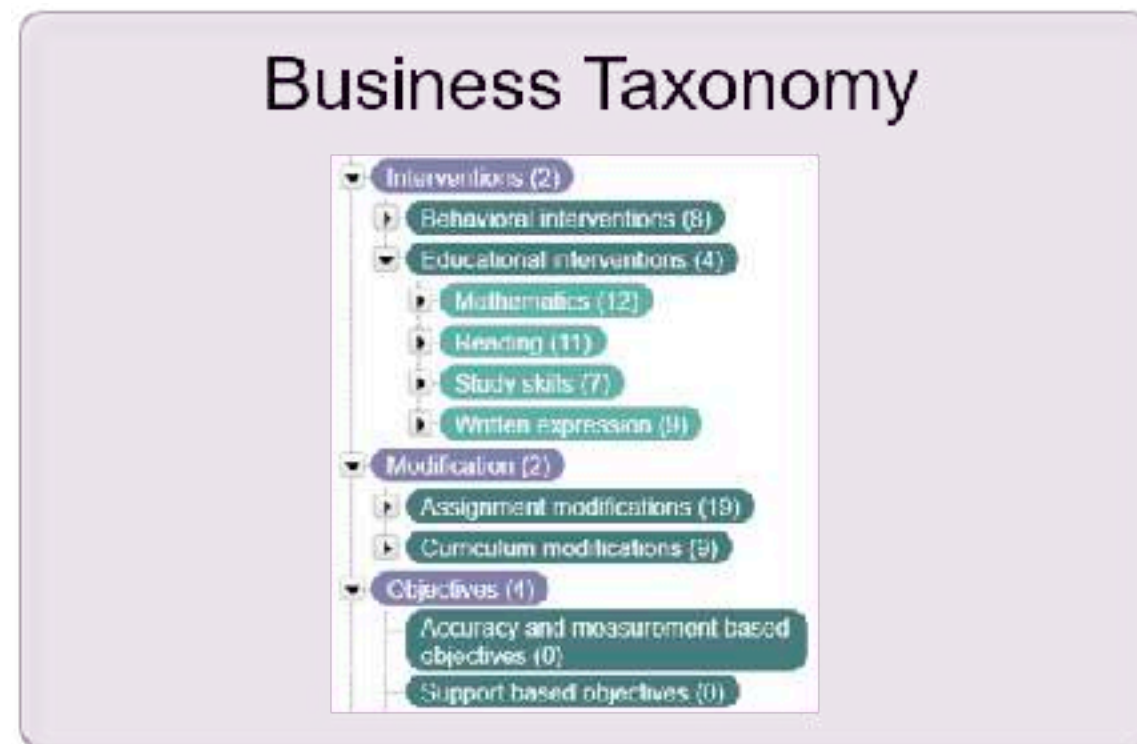 Business Taxonomy
Interventions (2)
Behavioral interventions (8)
Educational interventions (4)
Mathematics (12)
Reading (11)
Study skills (7)
Written expression (9)
Modification (2)
Assignment modifications (19)
Curriculum modifications (9)
Objectives (4)
Accuracy and measurement based
objectives (0)
Support based objectives (0)